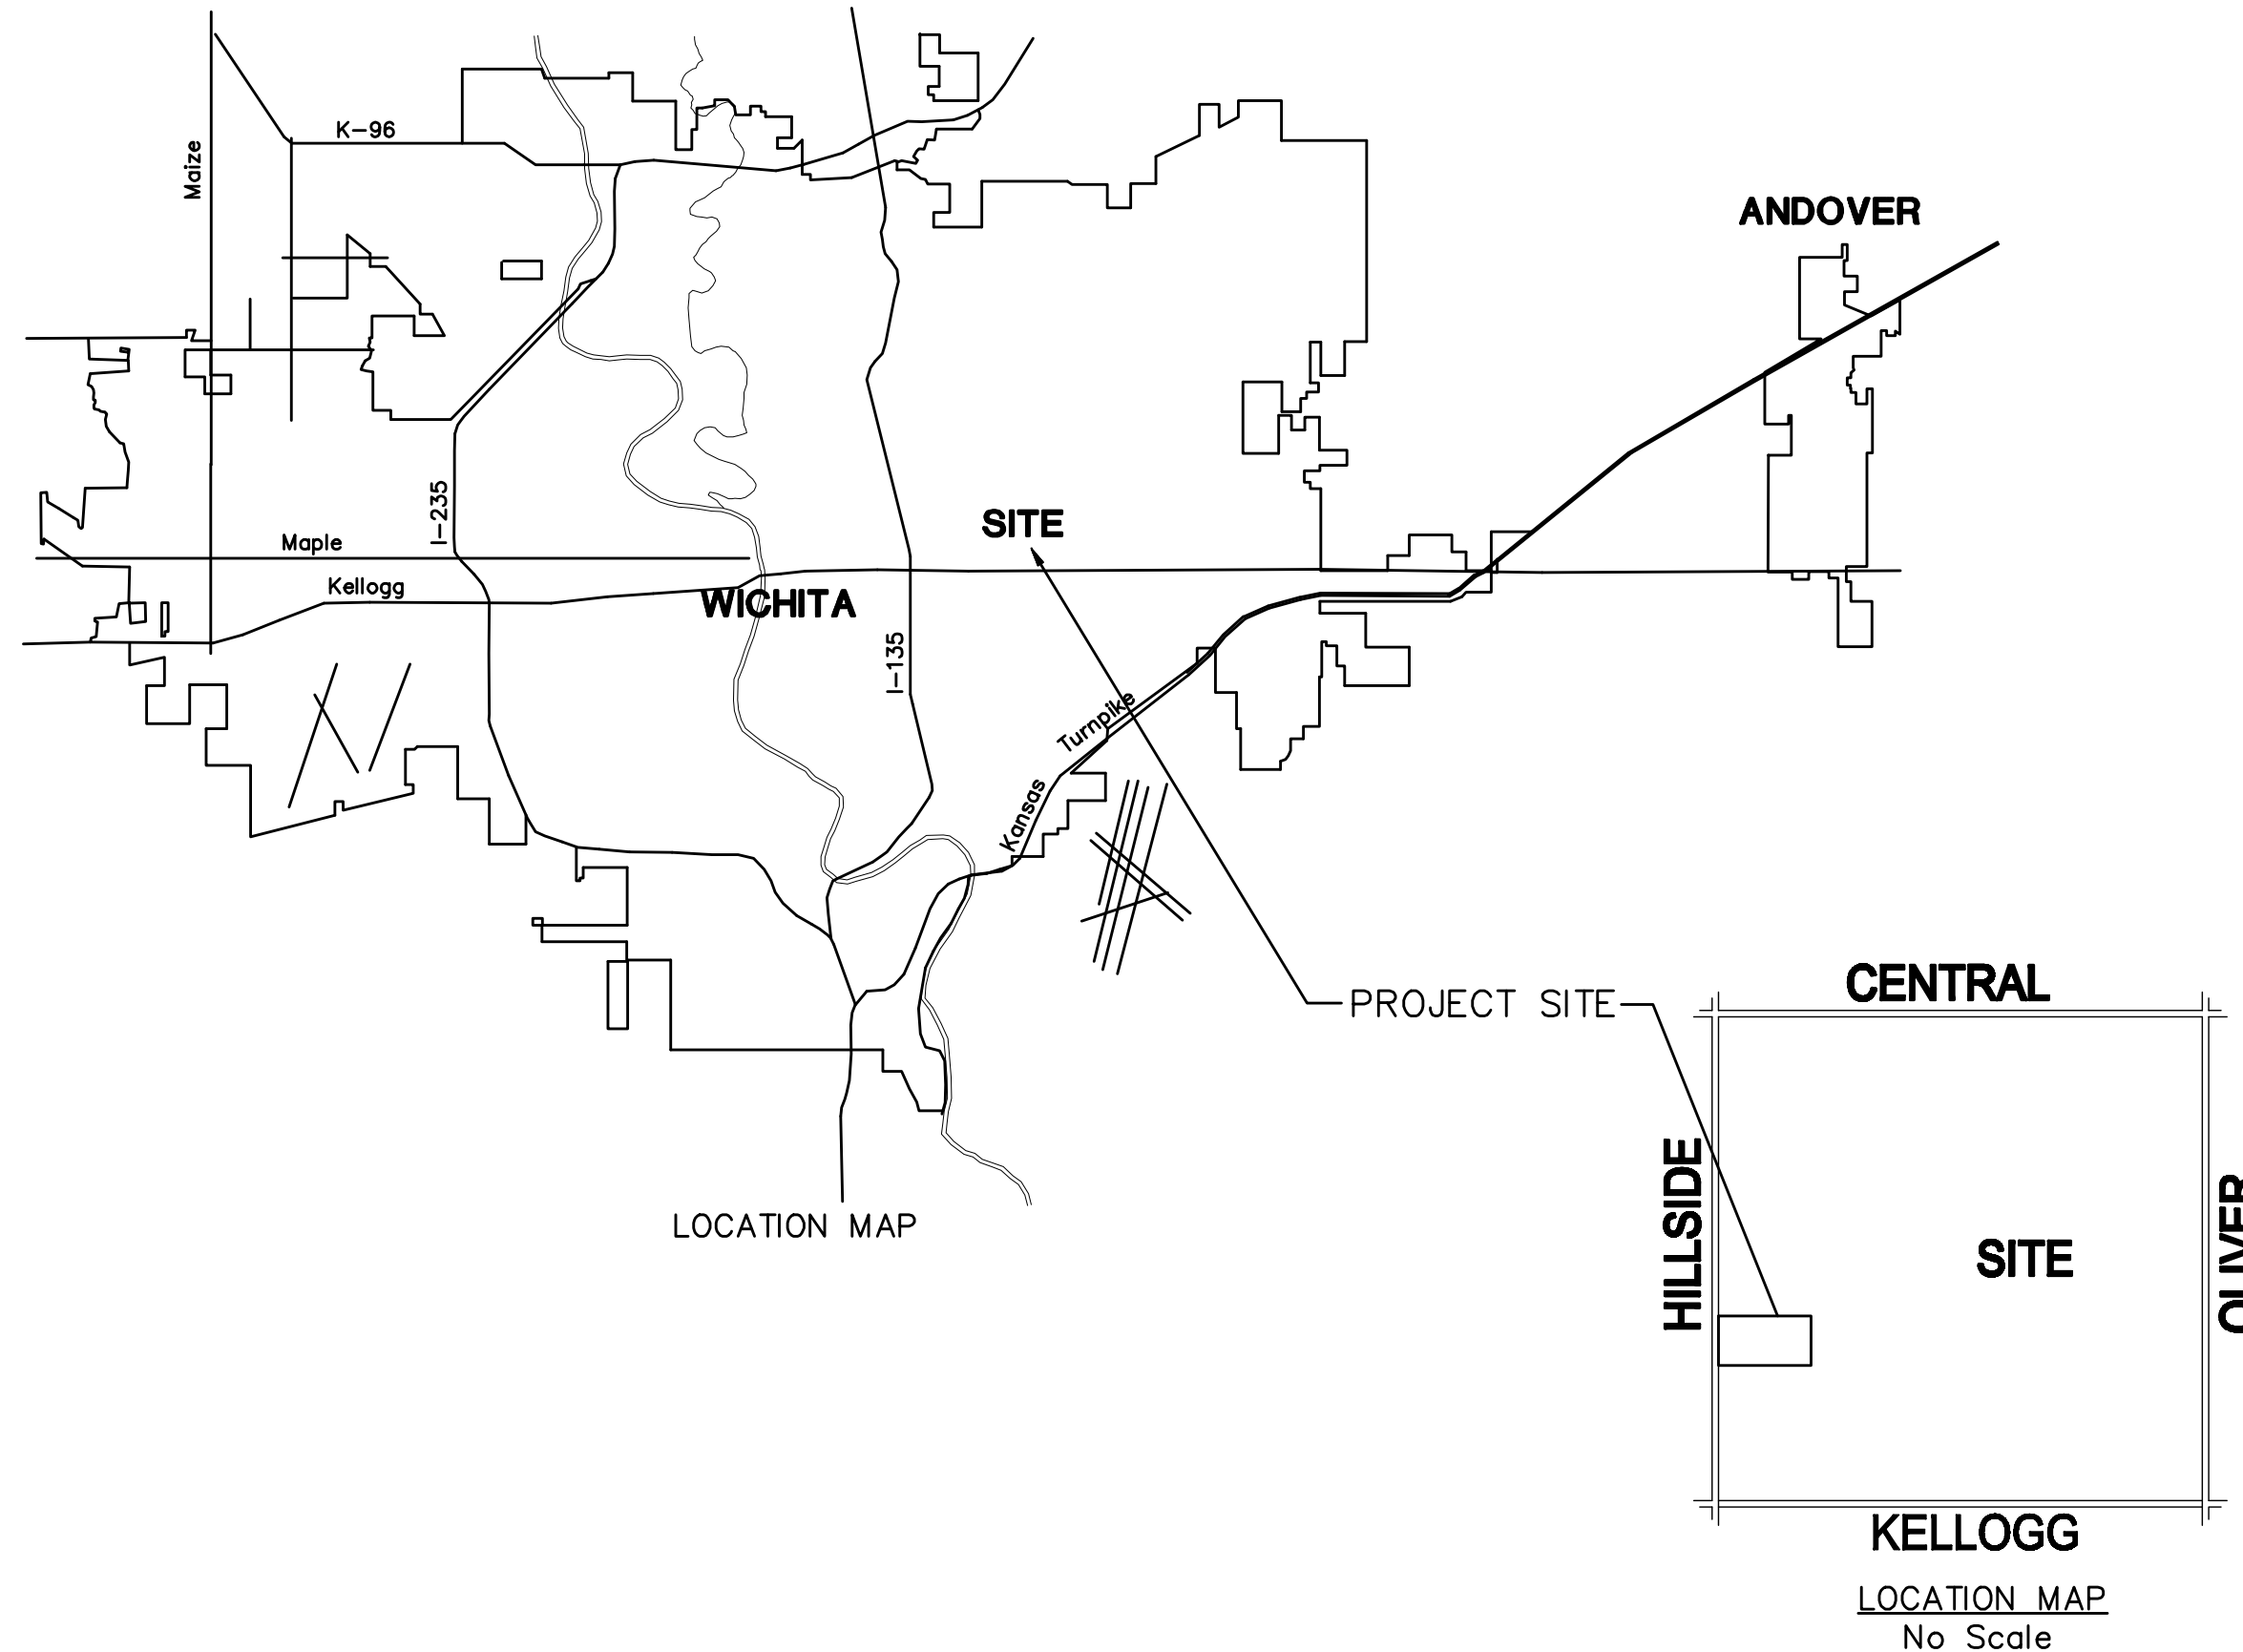 K-96
Maize
ANDOVER
I-235
SITE
Maple
Kellogg
WICHITA
I-135
Turnpike
Kansas
CENTRAL
PROJECT SITE
HILLSIDE
OLIVER
LOCATION MAP
SITE
KELLOGG
LOCATION MAP
No Scale